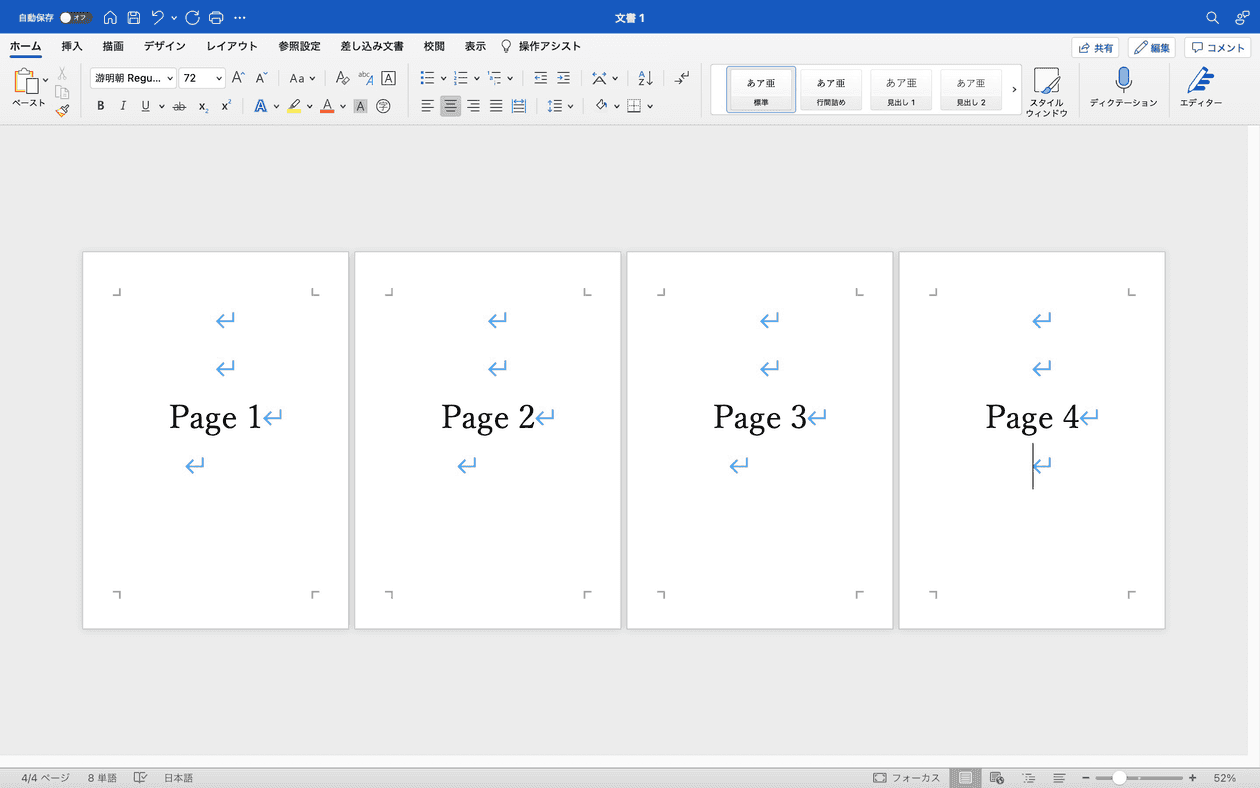 自動保存 オフ 文書 1
ホーム 挿入 描画 デザイン レイアウト 参照設定 差し込み文書 校閲 表示 操作アシスト 共有 編集 コメント
ペースト 游明朝 Regu... 72 Aa abc A A
B I U ab x2 x2 A A A 字
あア亜 あア亜 あア亜 あア亜
標準 行間詰め 見出し 1 見出し 2
スタイル
ウィンドウ
ディクテーション
エディター
Page 1
Page 2
Page 3
Page 4
4/4 ページ 8 単語 日本語 フォーカス 52%